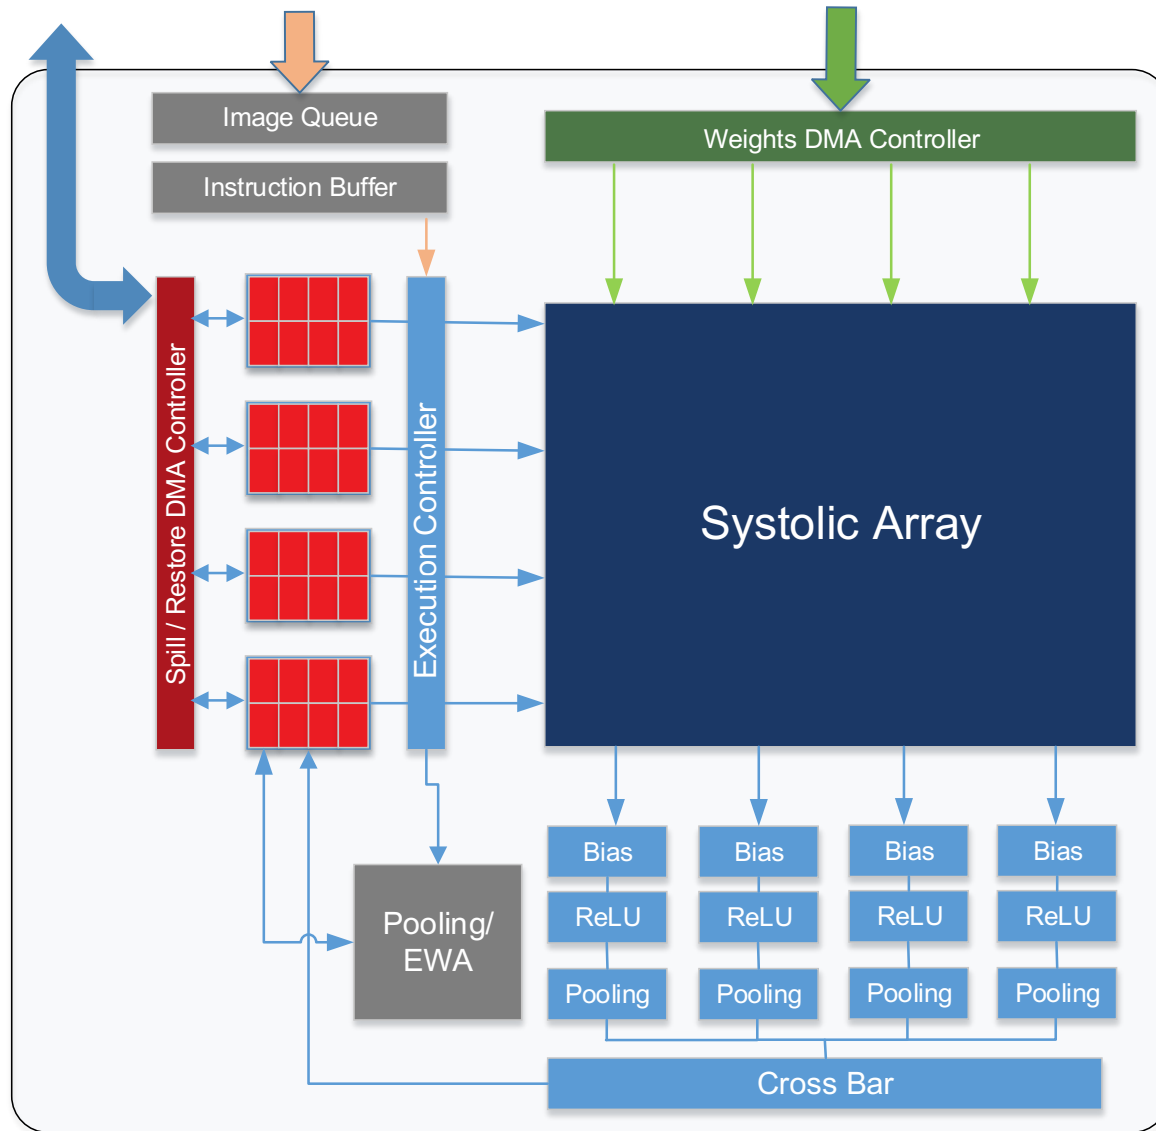 Image Queue
Weights DMA Controller
Instruction Buffer
Spill / Restore DMA Controller
Execution Controller
Systolic Array
Bias
Bias
Bias
Bias
ReLU
ReLU
ReLU
ReLU
Pooling/
EWA
Pooling
Pooling
Pooling
Pooling
Cross Bar